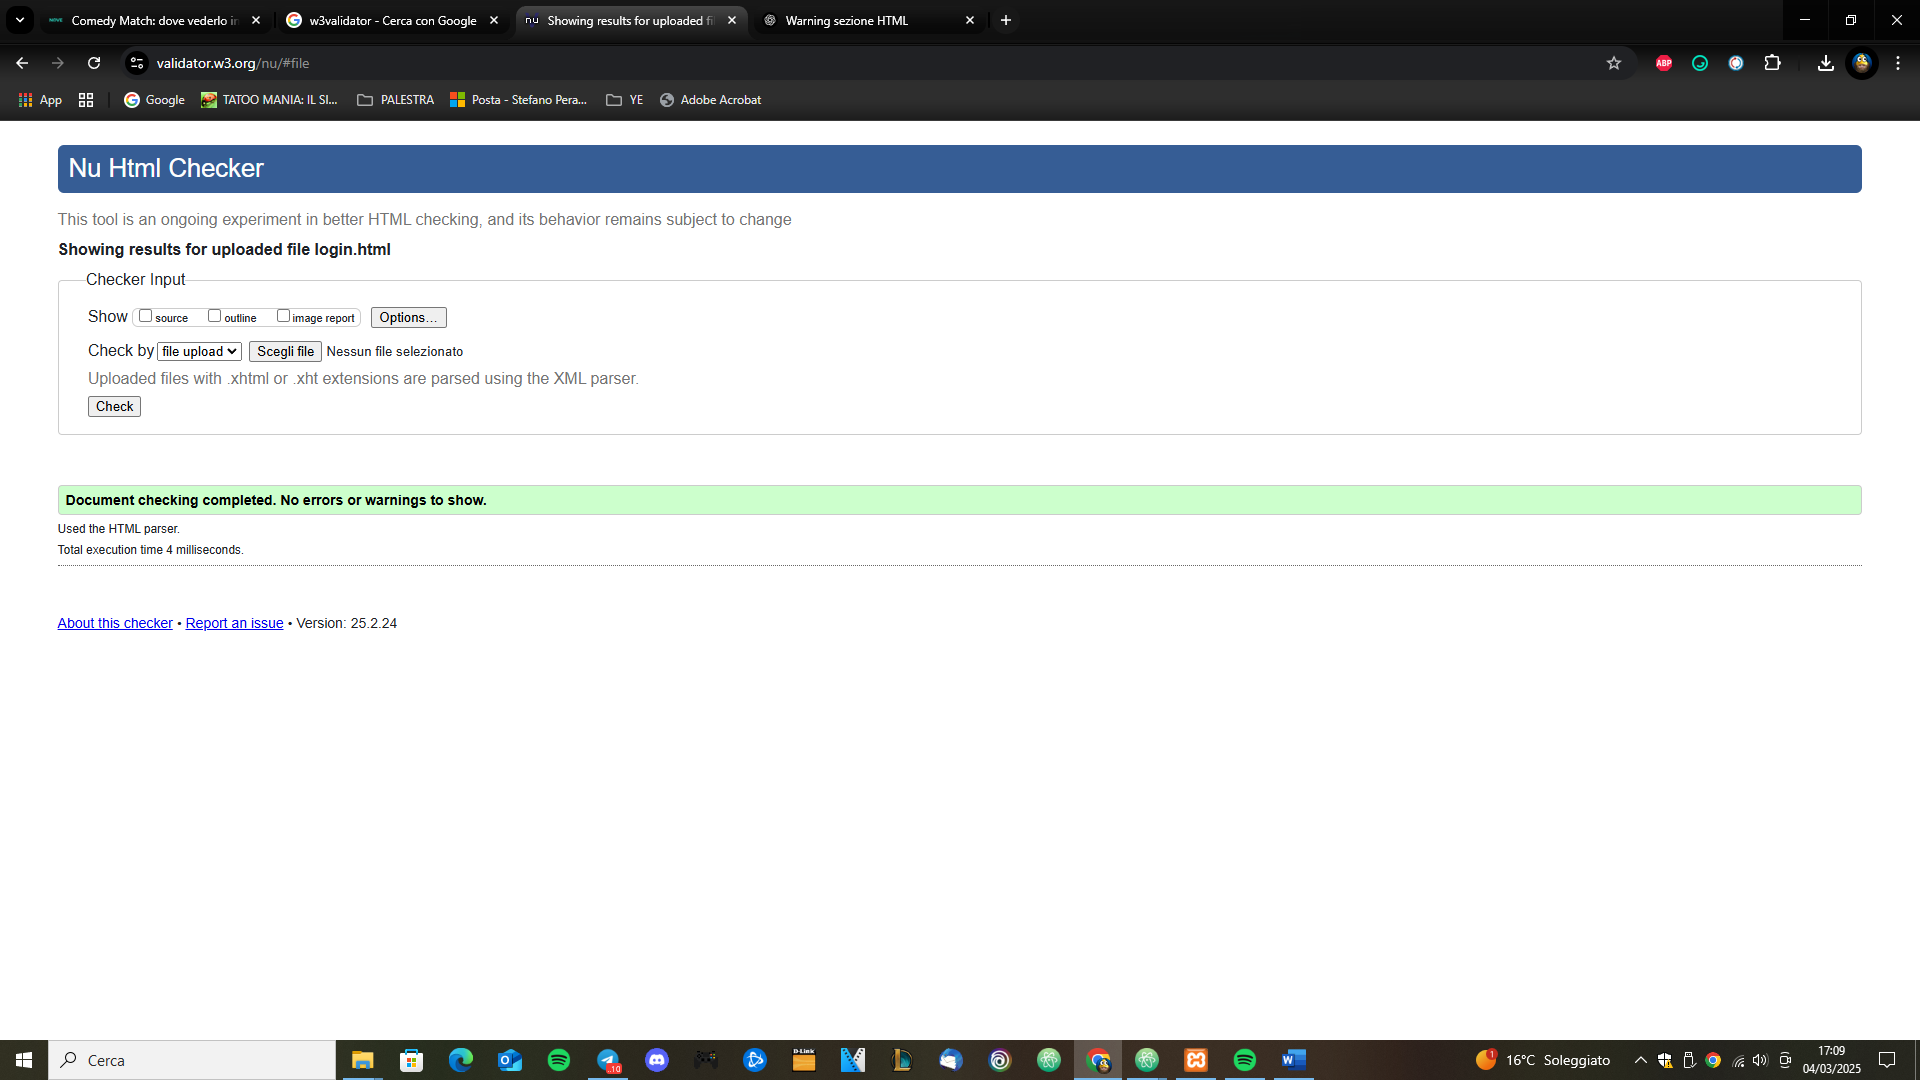 Comedy Match: dove vederlo in
w3validator - Cerca con Google
nu
Showing results for uploaded fi
Warning sezione HTML
validator.w3.org/nu/#file
ABP
App
Google
TATOO MANIA: IL SI...
PALESTRA
Posta - Stefano Pera...
YE
Adobe Acrobat
Nu Html Checker
This tool is an ongoing experiment in better HTML checking, and its behavior remains subject to change
Showing results for uploaded file login.html
Checker Input
Show source outline image report Options...
Check by file upload Scegli file Nessun file selezionato
Uploaded files with .xhtml or .xht extensions are parsed using the XML parser.
Check
Document checking completed. No errors or warnings to show.
Used the HTML parser.
Total execution time 4 milliseconds.
About this checker • Report an issue • Version: 25.2.24
Cerca
D-Link
10
1
16°C Soleggiato
17:09
04/03/2025